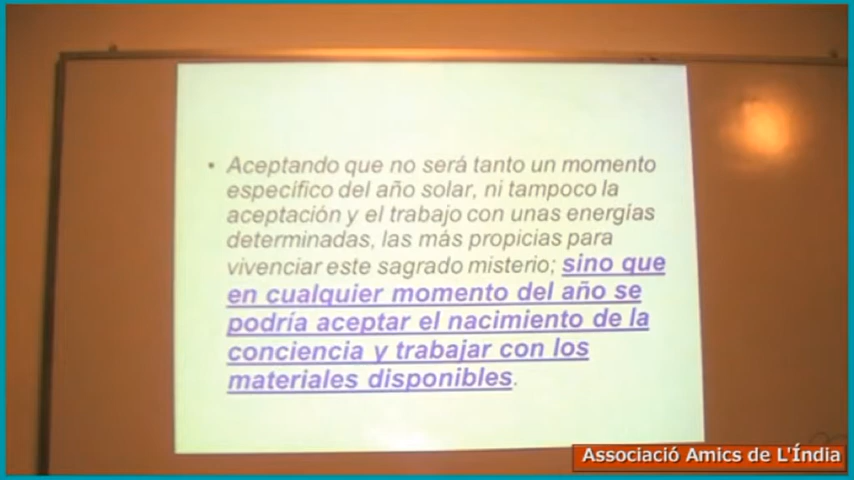 • Aceptando que no será tanto un momento
específico del año solar, ni tampoco la
aceptación y el trabajo con unas energías
determinadas, las más propicias para
vivenciar este sagrado misterio; sino que
en cualquier momento del año se
podría aceptar el nacimiento de la
conciencia y trabajar con los
materiales disponibles.
Associació Amics de L'Índia